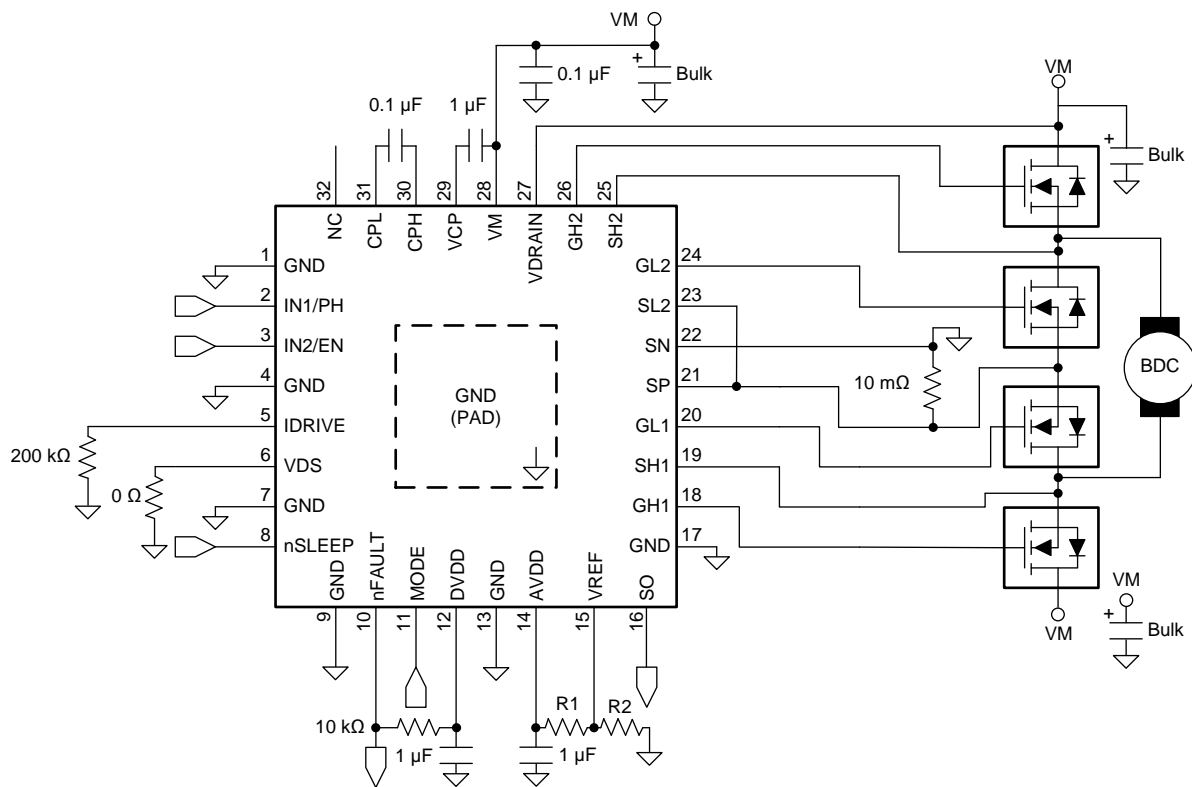 VM
0.1 µF
Bulk
VM
0.1 µF
1 µF
Bulk
32
31
30
29
28
27
26
25
NC
CPL
CPH
VCP
VM
VDRAIN
GH2
SH2
1
GND
2
IN1/PH
3
IN2/EN
4
GND
5
IDRIVE
6
VDS
7
GND
8
nSLEEP
200 kΩ
0 Ω
GND
(PAD)
GL2
24
SL2
23
SN
22
SP
21
GL1
20
SH1
19
GH1
18
GND
17
10 mΩ
BDC
GND
nFAULT
MODE
DVDD
GND
AVDD
VREF
SO
9
10
11
12
13
14
15
16
VM
VM
Bulk
10 kΩ
1 µF
R1
R2
1 µF